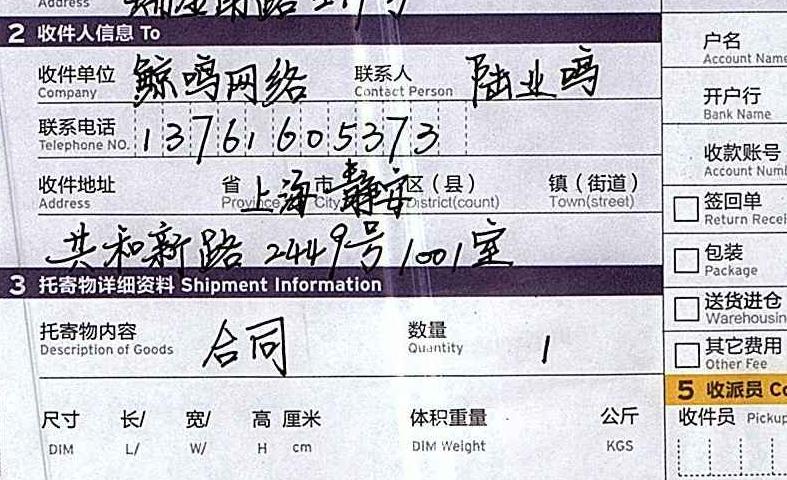 Address
2 收件人信息 To
收件单位 Company 鲸鸣网络 联系人 Contact Person 陆业鸣
联系电话 Telephone NO. 13761605373
收件地址 Address 省 Province 上海 市 City 静安 区（县） District(count) 镇（街道） Town(street)
共和新路2449号1001室
3 托寄物详细资料 Shipment Information
托寄物内容 Description of Goods 合同 数量 Quantity 1
尺寸 DIM 长/ L/ 宽/ W/ 高 H 厘米 cm 体积重量 DIM Weight 公斤 KGS
户名 Account Name
开户行 Bank Name
收款账号
签回单
包装 Package
送货进仓
其它费用 Other Fee
5 收派员
收件员